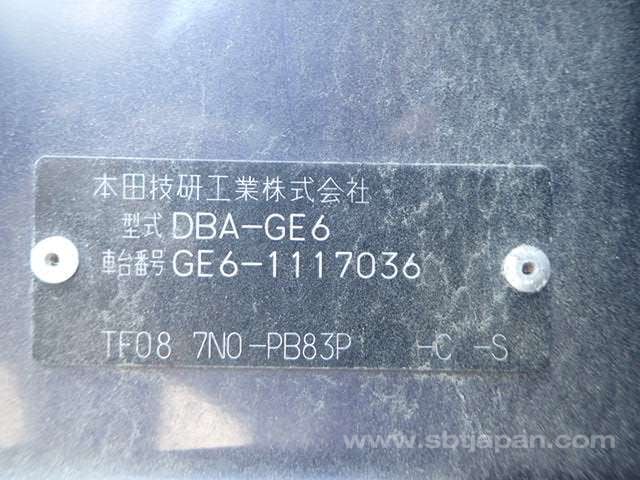 本田技研工業株式会社
型式 DBA-GE6
車台番号 GE6-1117036
TF08 7N0-PB83P -C -S
www.sbtjapan.com